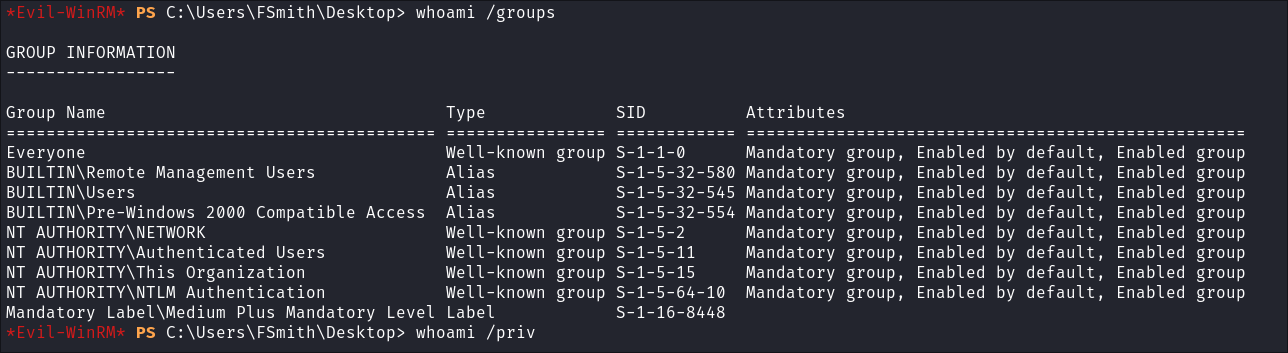 *Evil-WinRM* PS C:\Users\FSmith\Desktop> whoami /groups
GROUP INFORMATION
-----------------
Group Name                                  Type             SID          Attributes
=========================================== ================ ============ ==================================================
Everyone                                    Well-known group S-1-1-0      Mandatory group, Enabled by default, Enabled group
BUILTIN\Remote Management Users             Alias            S-1-5-32-580 Mandatory group, Enabled by default, Enabled group
BUILTIN\Users                               Alias            S-1-5-32-545 Mandatory group, Enabled by default, Enabled group
BUILTIN\Pre-Windows 2000 Compatible Access  Alias            S-1-5-32-554 Mandatory group, Enabled by default, Enabled group
NT AUTHORITY\NETWORK                        Well-known group S-1-5-2      Mandatory group, Enabled by default, Enabled group
NT AUTHORITY\Authenticated Users            Well-known group S-1-5-11     Mandatory group, Enabled by default, Enabled group
NT AUTHORITY\This Organization              Well-known group S-1-5-15     Mandatory group, Enabled by default, Enabled group
NT AUTHORITY\NTLM Authentication            Well-known group S-1-5-64-10  Mandatory group, Enabled by default, Enabled group
Mandatory Label\Medium Plus Mandatory Level Label            S-1-16-8448
*Evil-WinRM* PS C:\Users\FSmith\Desktop> whoami /priv